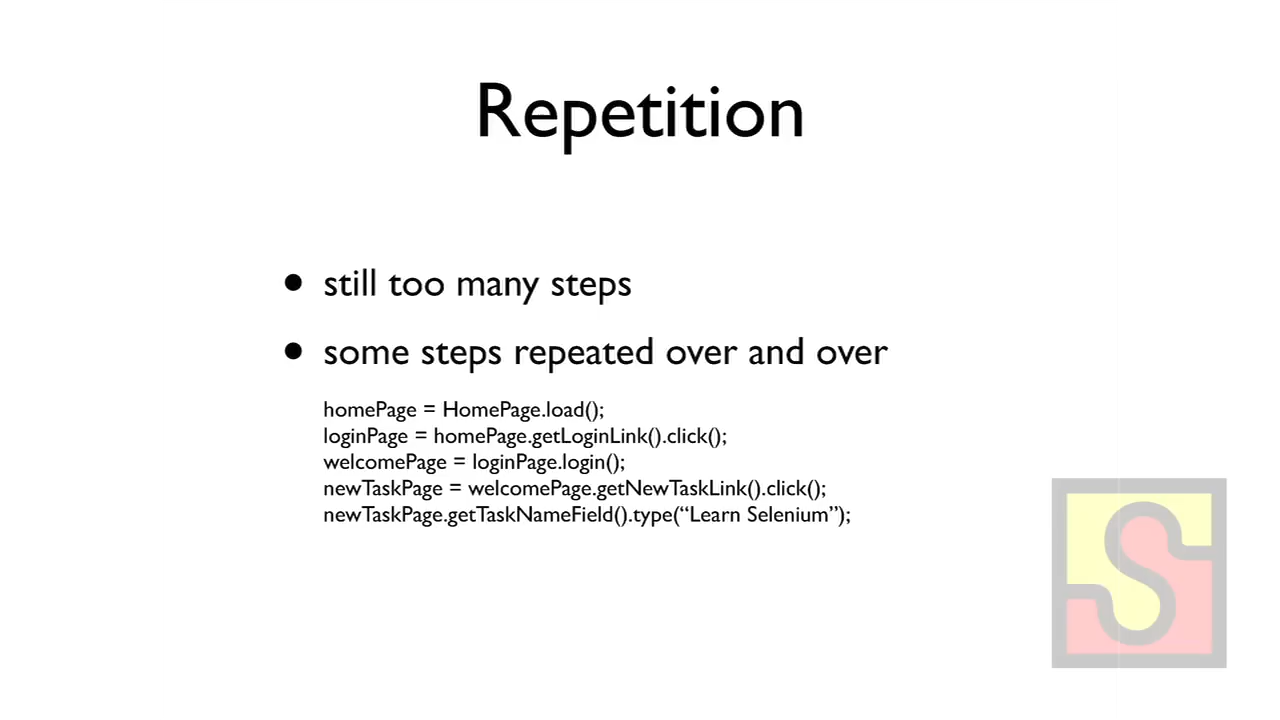 Repetition
• still too many steps
• some steps repeated over and over
homePage = HomePage.load();
loginPage = homePage.getLoginLink().click();
welcomePage = loginPage.login();
newTaskPage = welcomePage.getNewTaskLink().click();
newTaskPage.getTaskNameField().type(“Learn Selenium”);
S